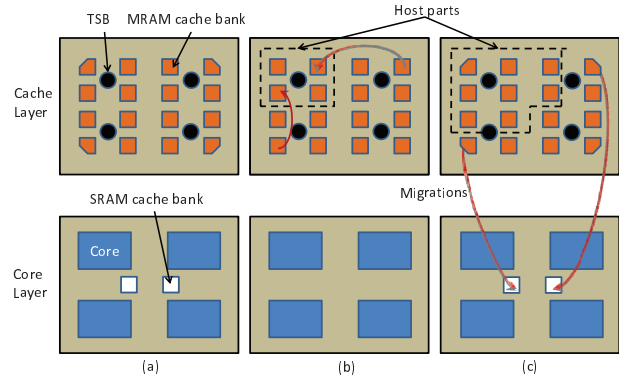 Host parts
TSB
MRAM cache bank
Cache
Layer
Migrations
SRAM cache bank
Core
Core
Layer
(a)
(b)
(c)